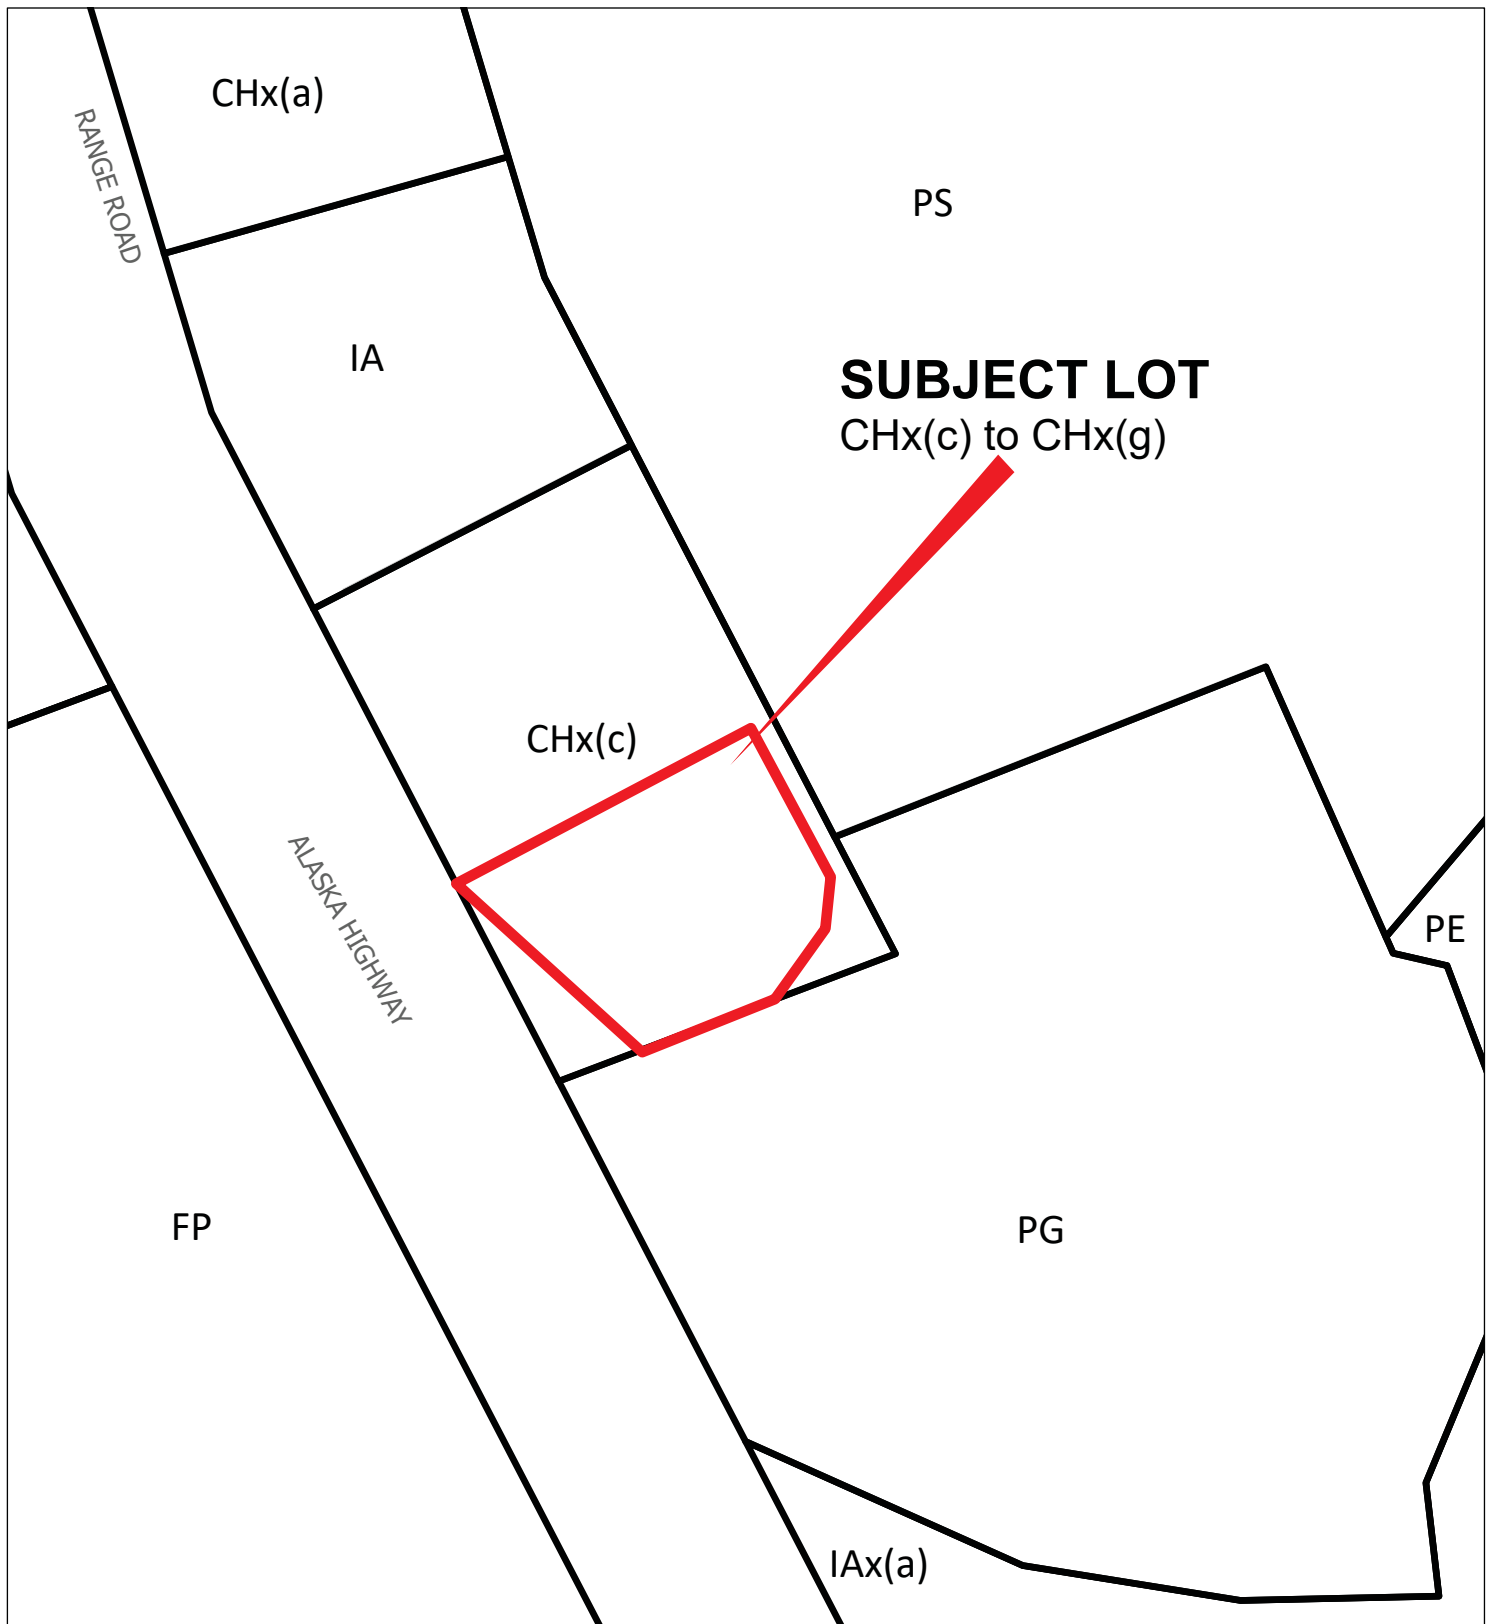 CHx(a)
RANGE ROAD
PS
IA
SUBJECT LOT
CHx(c) to CHx(g)
CHx(c)
ALASKA HIGHWAY
PE
FP
PG
IAx(a)